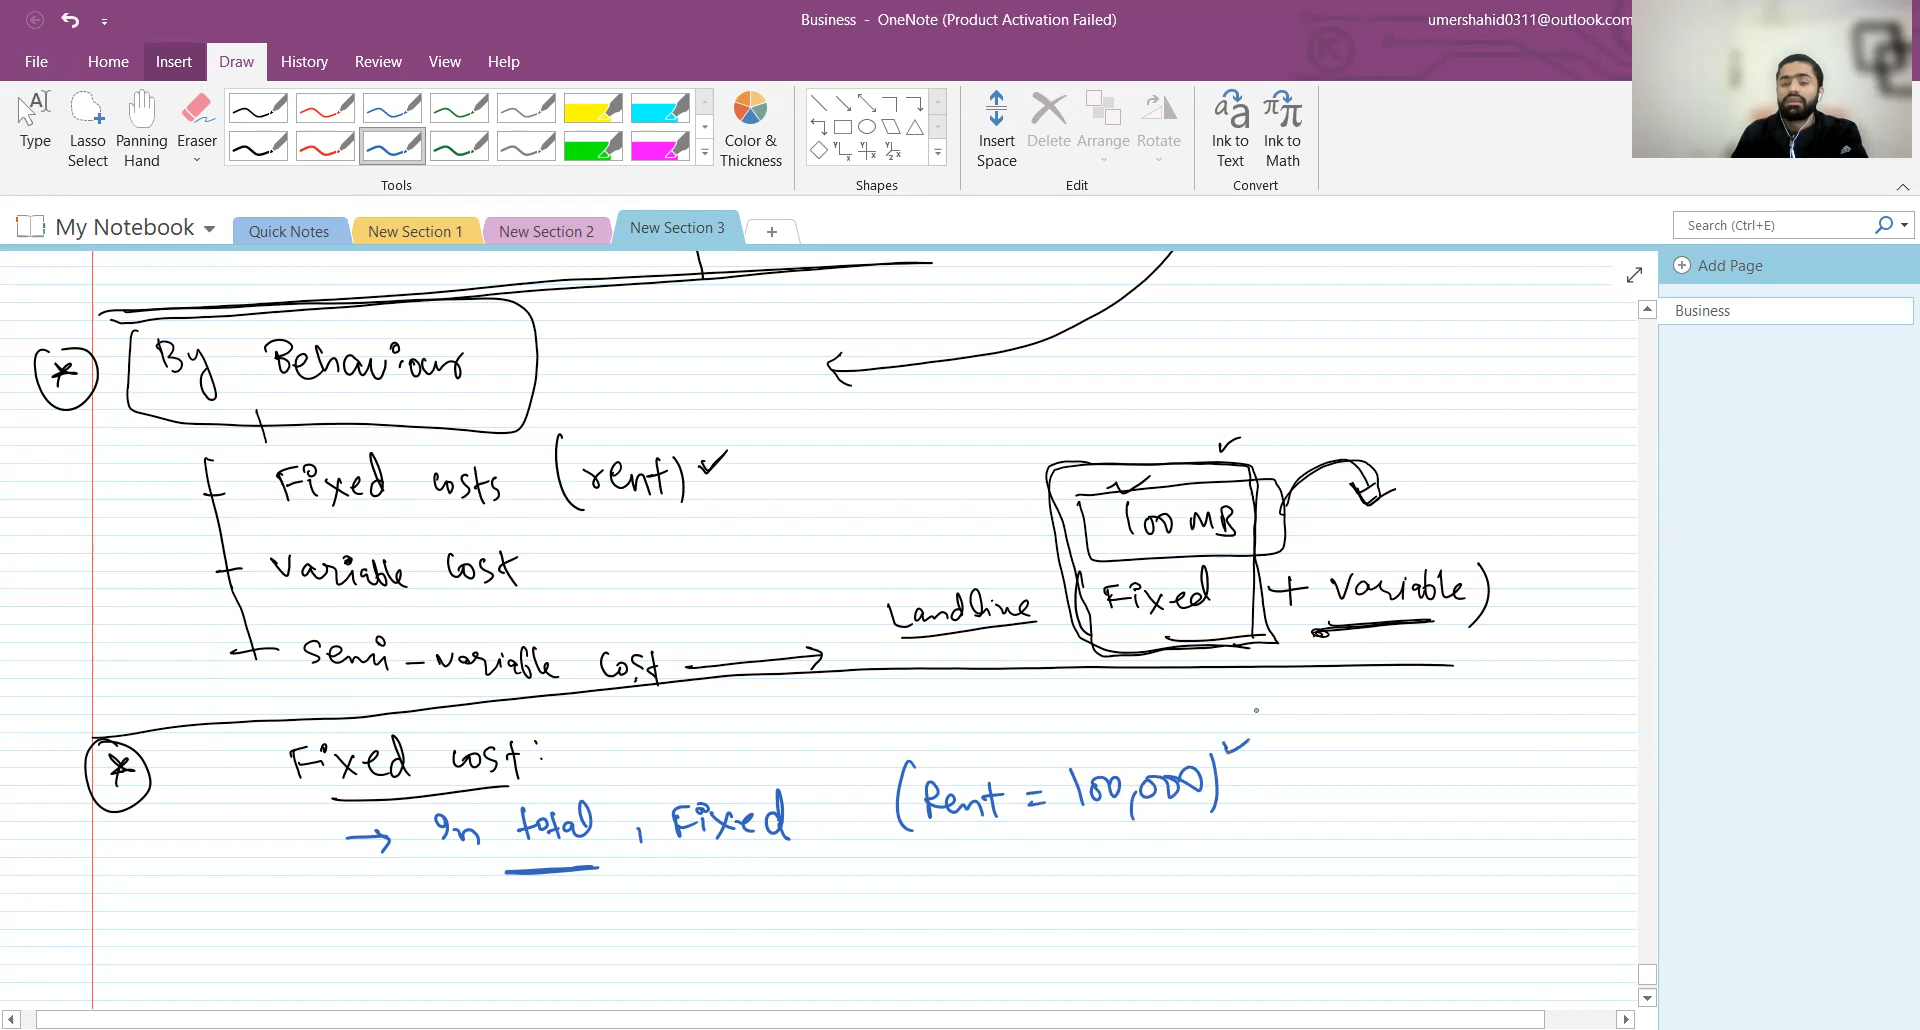 Business - OneNote (Product Activation Failed)
umershahid0311@outlook.com
File Home Insert Draw History Review View Help
Type
Lasso Select
Panning Hand
Eraser
Color & Thickness
Insert Space
Delete
Arrange
Rotate
Ink to Text
Ink to Math
Tools
Shapes
Edit
Convert
My Notebook
Quick Notes
New Section 1
New Section 2
New Section 3
Search (Ctrl+E)
Add Page
Business
By Behaviour
Fixed costs (rent)
Variable cost
Semi-variable cost
100 MB
Landline (Fixed + Variable)
Fixed cost:
→ In total, Fixed (Rent = 100,000)